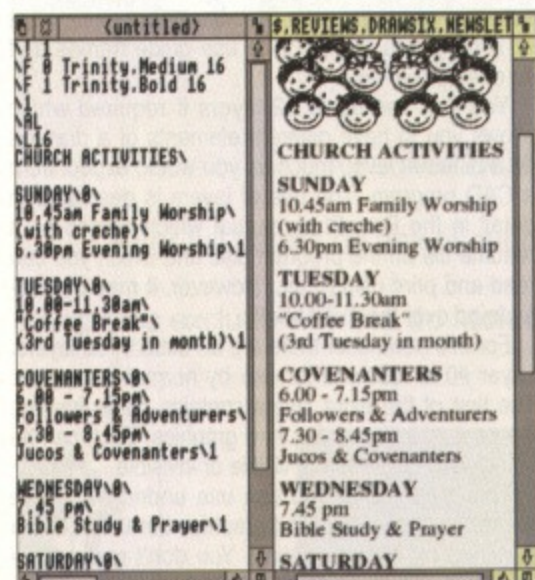 (untitled)
\! 1
\F 0 Trinity.Medium 16
\F 1 Trinity.Bold 16
\1
\AL
\L16
CHURCH ACTIVITIES\
SUNDAY\0\
10.45am Family Worship\
(with creche)\
6.30pm Evening Worship\1
TUESDAY\0\
10.00-11.30am\
"Coffee Break"\
(3rd Tuesday in month)\1
COVENANTERS\0\
6.00 - 7.15pm\
Followers & Adventurers\
7.30 - 8.45pm\
Jucos & Covenanters\1
WEDNESDAY\0\
7.45 pm\
Bible Study & Prayer\1
SATURDAY\0\
$.REVIEWS.DRAWSIX.NEWSLET
CHURCH ACTIVITIES
SUNDAY
10.45am Family Worship
(with creche)
6.30pm Evening Worship
TUESDAY
10.00-11.30am
"Coffee Break"
(3rd Tuesday in month)
COVENANTERS
6.00 - 7.15pm
Followers & Adventurers
7.30 - 8.45pm
Jucos & Covenanters
WEDNESDAY
7.45 pm
Bible Study & Prayer
SATURDAY